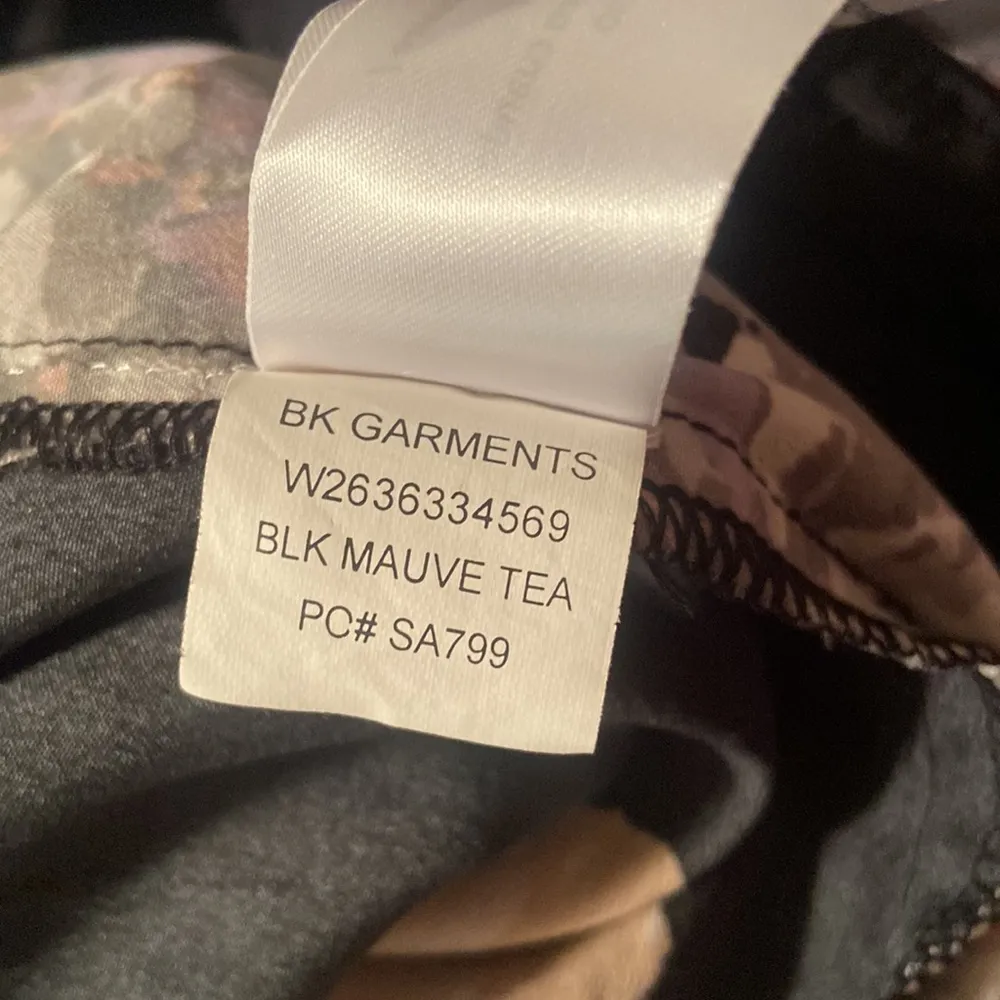 BK GARMENTS
W2636334569
BLK MAUVE TEA
PC# SA799